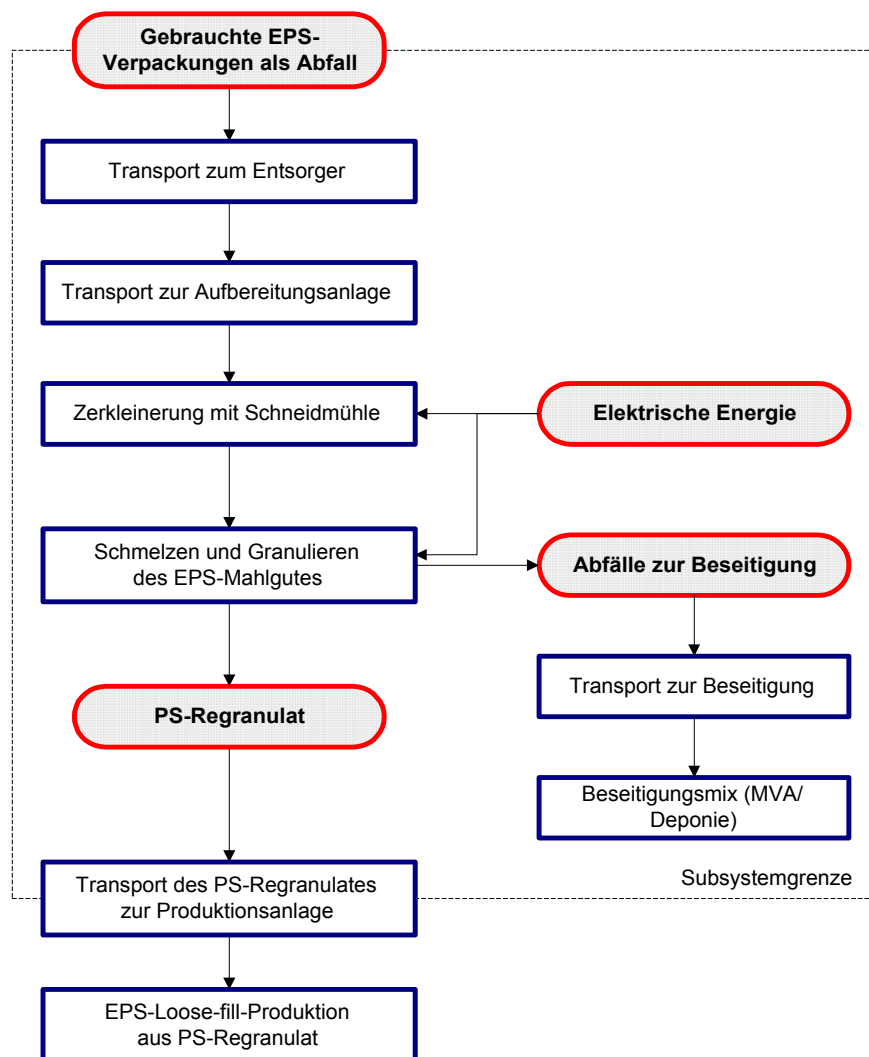 Gebrauchte EPS-
Verpackungen als Abfall
Transport zum Entsorger
Transport zur Aufbereitungsanlage
Zerkleinerung mit Schneidmühle
Elektrische Energie
Schmelzen und Granulieren
des EPS-Mahlgutes
Abfälle zur Beseitigung
Transport zur Beseitigung
PS-Regranulat
Beseitigungsmix (MVA/
Deponie)
Subsystemgrenze
Transport des PS-Regranulates
zur Produktionsanlage
EPS-Loose-fill-Produktion
aus PS-Regranulat